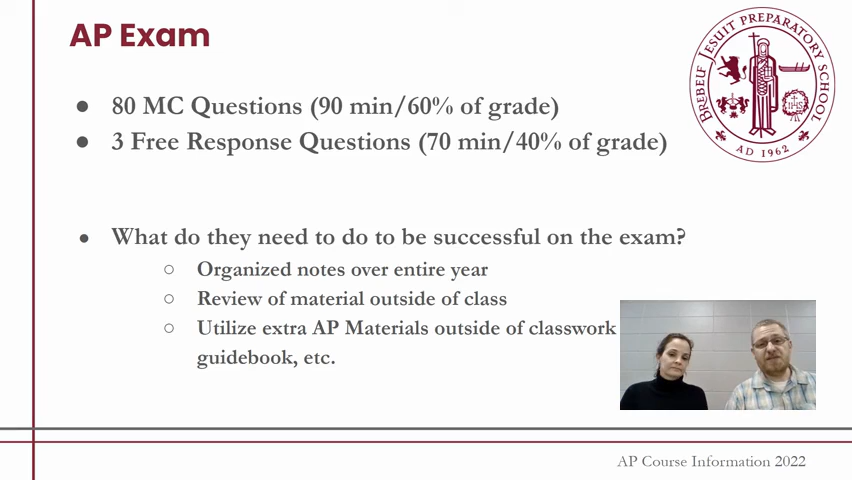 AP Exam
BREBEUF JESUIT PREPARATORY SCHOOL
AD 1962
● 80 MC Questions (90 min/60% of grade)
● 3 Free Response Questions (70 min/40% of grade)
● What do they need to do to be successful on the exam?
○ Organized notes over entire year
○ Review of material outside of class
○ Utilize extra AP Materials outside of classwork
guidebook, etc.
AP Course Information 2022